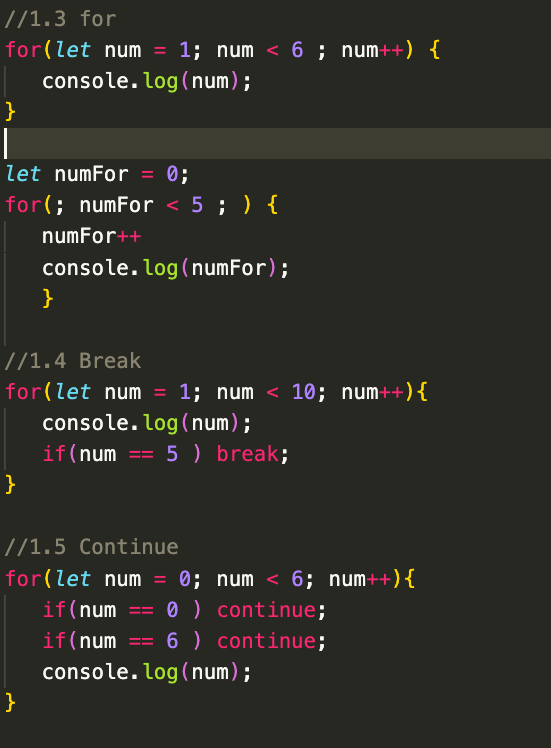 //1.3 for
for(let num = 1; num < 6 ; num++) {
console.log(num);
}
let numFor = 0;
for(; numFor < 5 ; ) {
numFor++
console.log(numFor);
}
//1.4 Break
for(let num = 1; num < 10; num++){
console.log(num);
if(num == 5 ) break;
}
//1.5 Continue
for(let num = 0; num < 6; num++){
if(num == 0 ) continue;
if(num == 6 ) continue;
console.log(num);
}